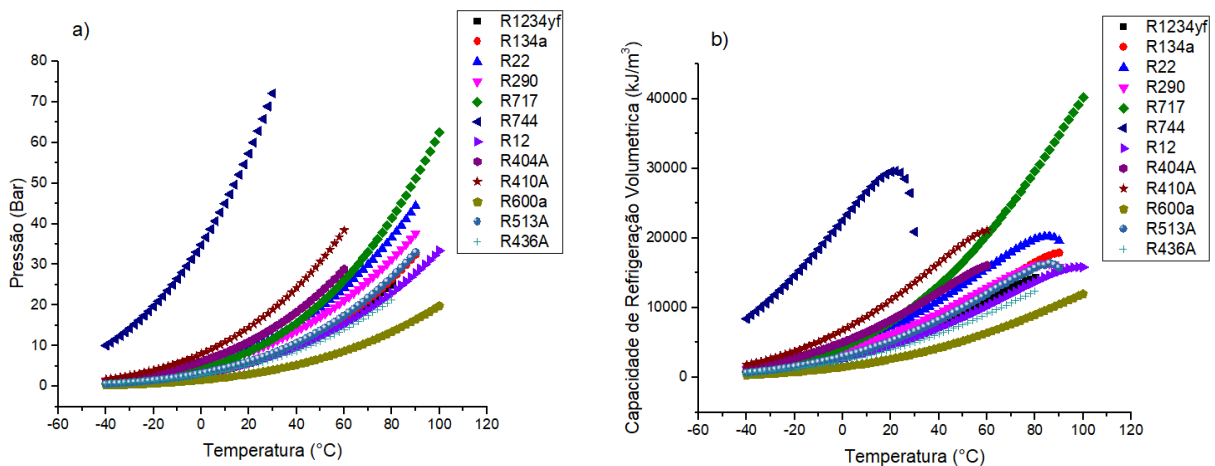 a)
R1234yf
R134a
R22
R290
R717
R744
R12
R404A
R410A
R600a
R513A
R436A
Pressão (Bar)
80
70
60
50
40
30
20
10
0
-60 -40 -20 0 20 40 60 80 100 120
Temperatura (°C)
b)
R1234yf
R134a
R22
R290
R717
R744
R12
R404A
R410A
R600a
R513A
R436A
Capacidade de Refrigeração Volumetrica (kJ/m³)
40000
30000
20000
10000
0
-60 -40 -20 0 20 40 60 80 100 120
Temperatura (°C)